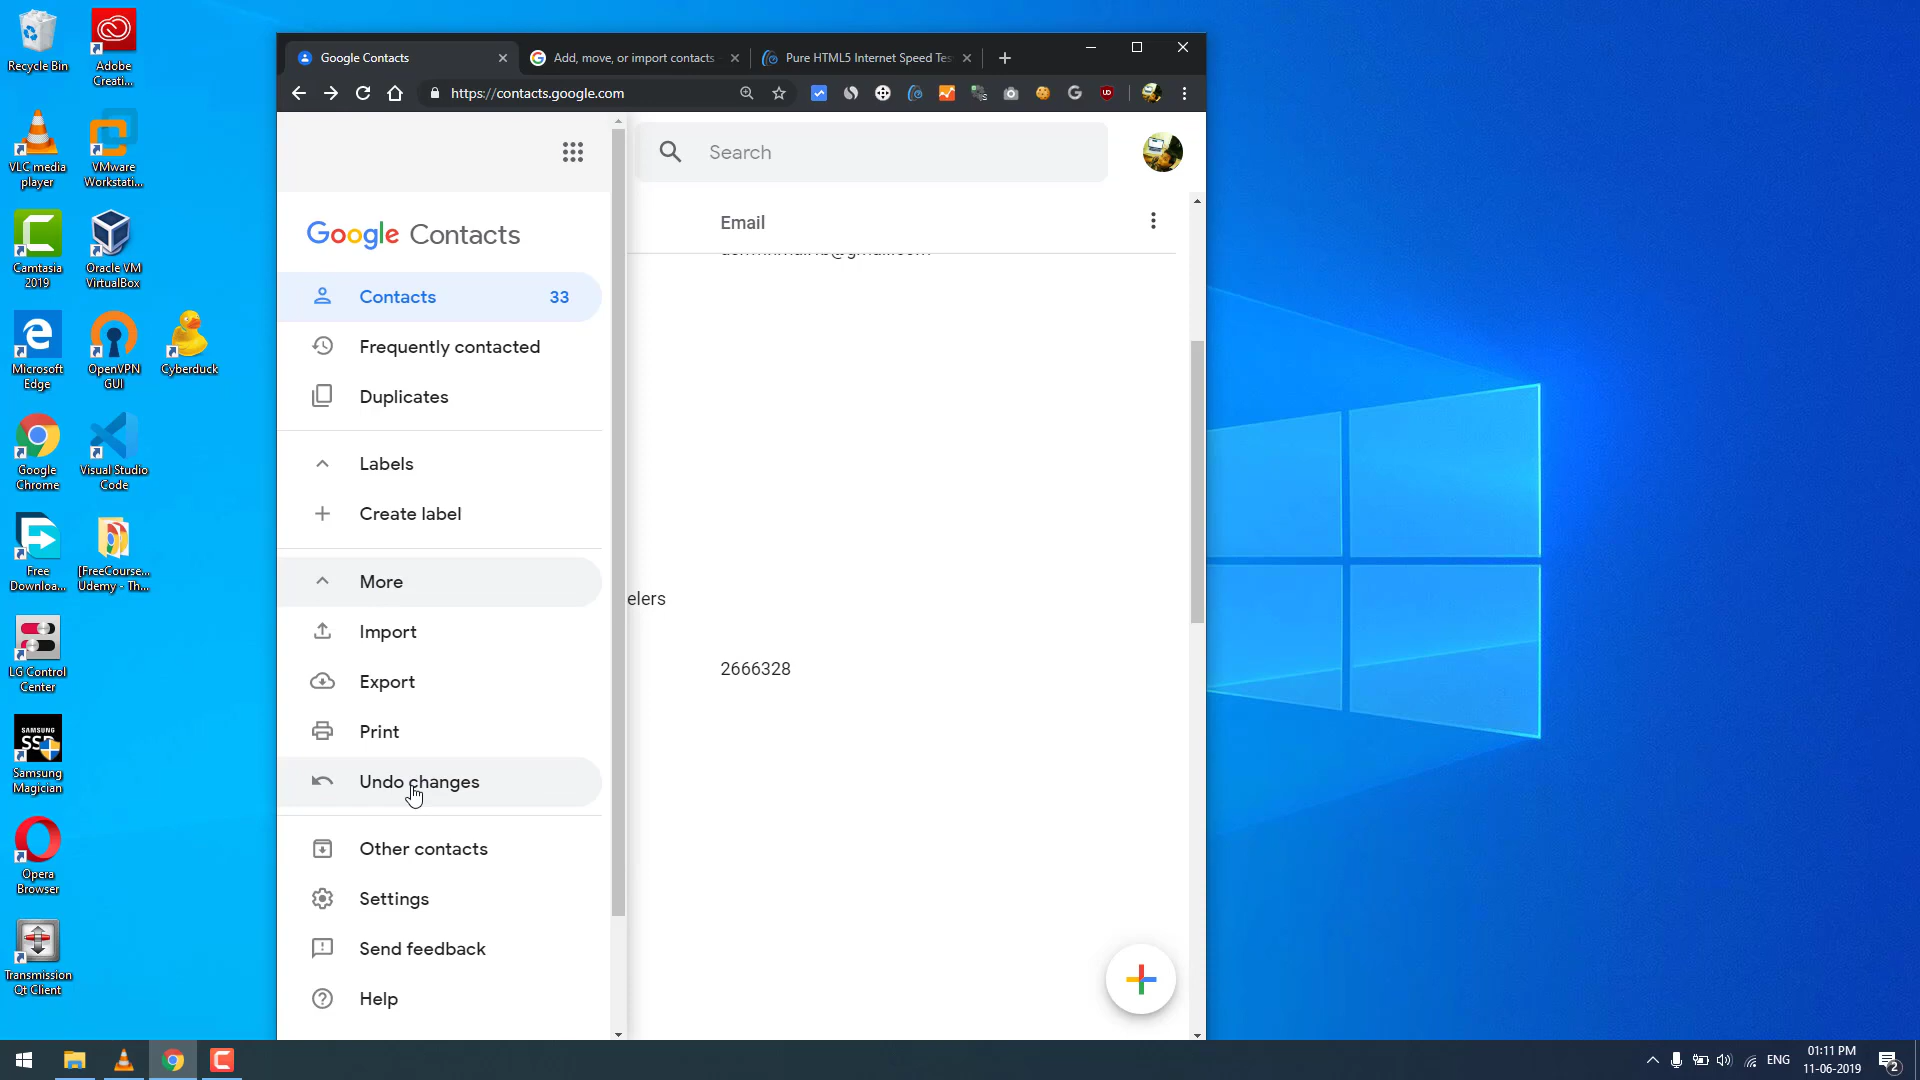 Recycle Bin
Adobe
Creati...
VLC media
player
VMware
Workstati...
Camtasia
2019
Oracle VM
VirtualBox
Microsoft
Edge
OpenVPN
GUI
Cyberduck
Google
Chrome
Visual Studio
Code
Free
Downloa...
[FreeCourse...
Udemy - Th...
LG Control
Center
SAMSUNG
SSD
Samsung
Magician
Opera
Browser
Transmission
Qt Client
Google Contacts
Add, move, or import contacts
Pure HTML5 Internet Speed Tes
https://contacts.google.com
Search
Google Contacts
Email
Contacts 33
Frequently contacted
Duplicates
Labels
Create label
More
Import
Export
Print
Undo changes
Other contacts
Settings
Send feedback
Help
elers
2666328
ENG
01:11 PM
11-06-2019
2